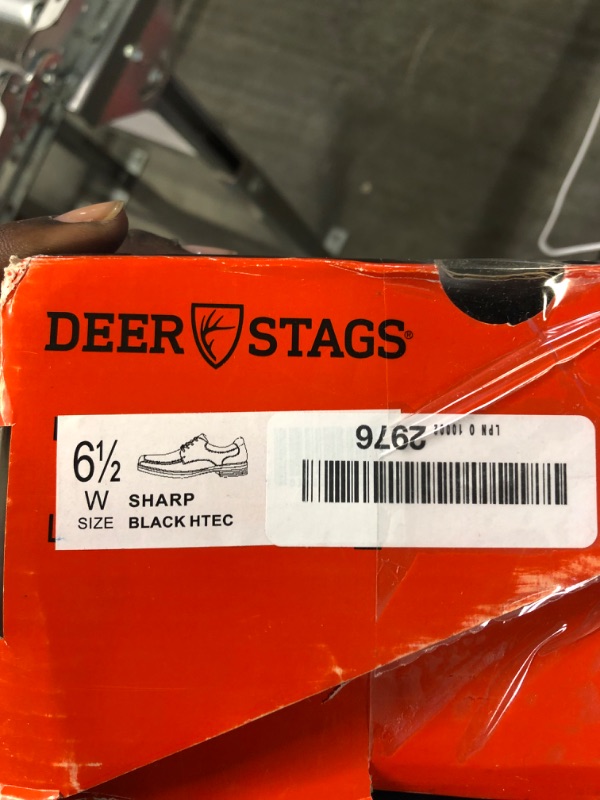 DEER STAGS®
6½
W
SIZE
SHARP
BLACK HTEC
2976